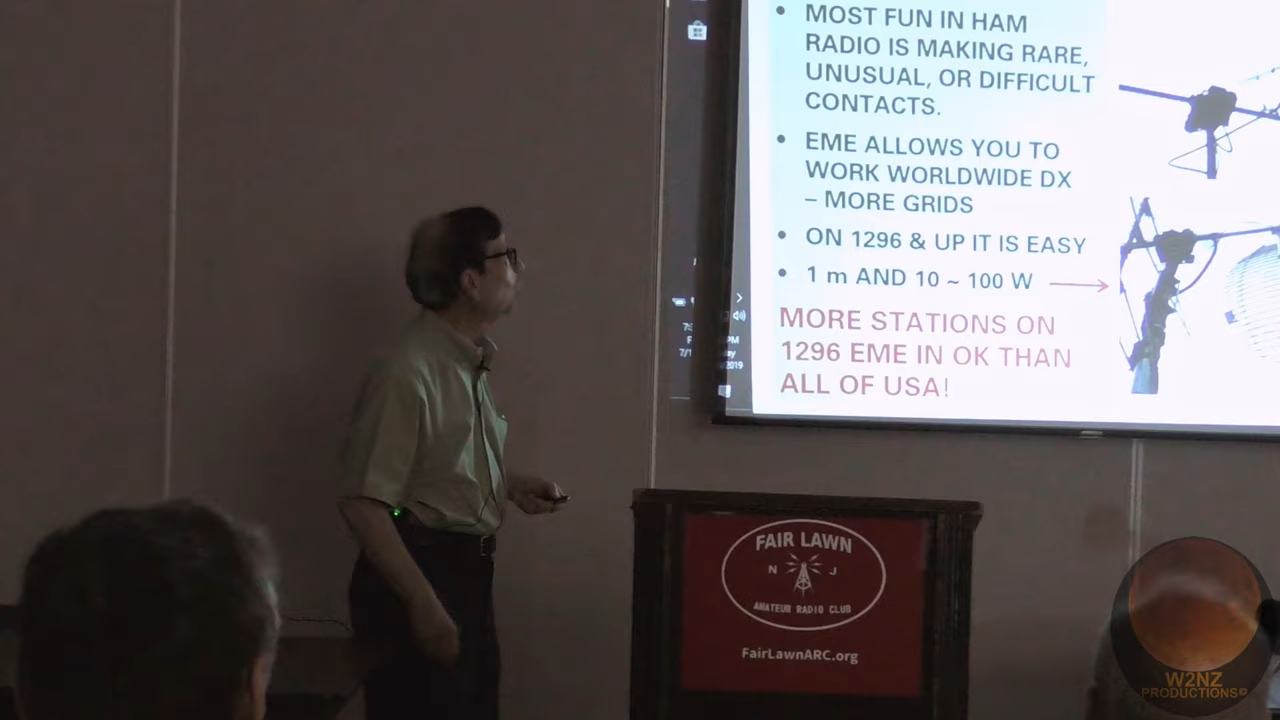 • MOST FUN IN HAM
RADIO IS MAKING RARE,
UNUSUAL, OR DIFFICULT
CONTACTS.
• EME ALLOWS YOU TO
WORK WORLDWIDE DX
– MORE GRIDS
• ON 1296 & UP IT IS EASY
• 1 m AND 10 ~ 100 W
MORE STATIONS ON
1296 EME IN OK THAN
ALL OF USA!
FAIR LAWN
N J
AMATEUR RADIO CLUB
FairLawnARC.org
W2NZ
PRODUCTIONS©